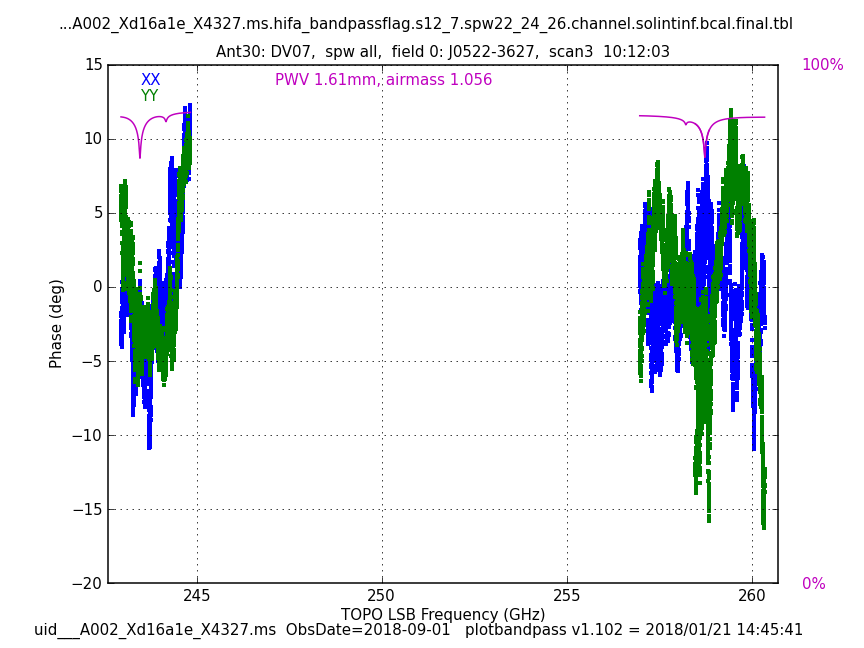 ...A002_Xd16a1e_X4327.ms.hifa_bandpassflag.s12_7.spw22_24_26.channel.solintinf.bcal.final.tbl
Ant30: DV07,  spw all,  field 0: J0522-3627,  scan3  10:12:03
XX
YY
PWV 1.61mm, airmass 1.056
100%
0%
15
10
5
0
−5
−10
−15
−20
Phase (deg)
245
250
255
260
TOPO LSB Frequency (GHz)
uid___A002_Xd16a1e_X4327.ms  ObsDate=2018-09-01   plotbandpass v1.102 = 2018/01/21 14:45:41